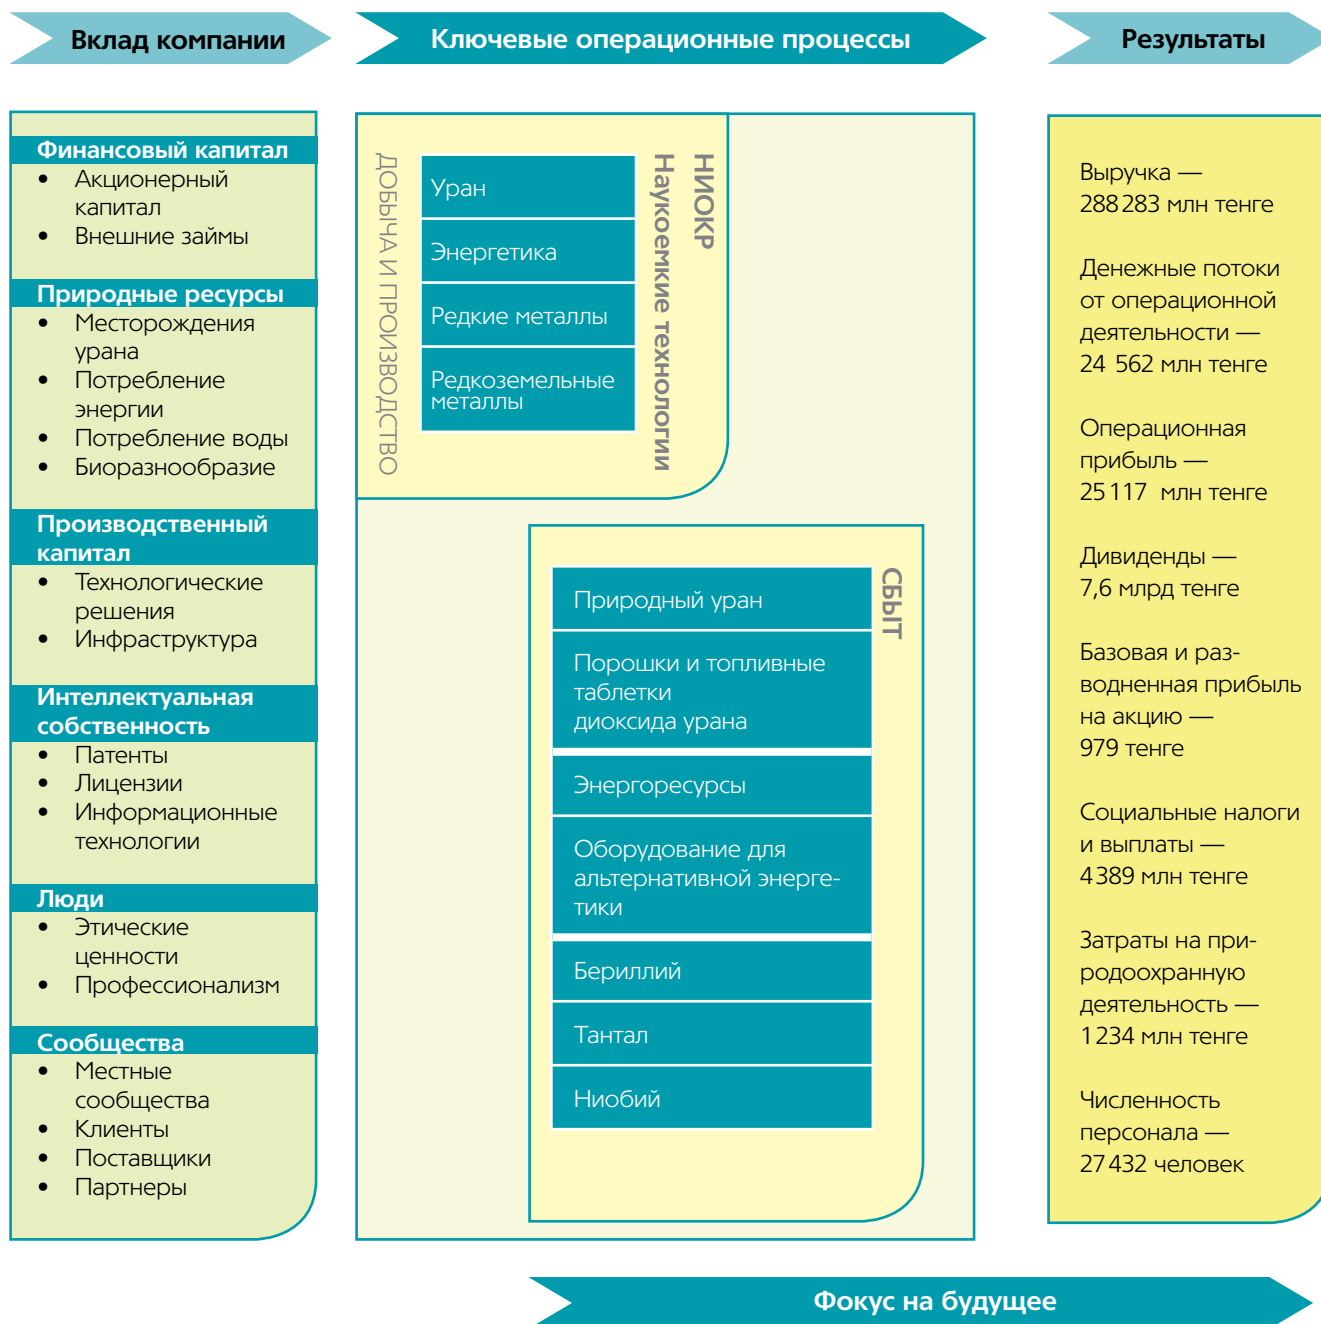 Вклад компании
Ключевые операционные процессы
Результаты
Финансовый капитал
• Акционерный
капитал
• Внешние займы
Природные ресурсы
• Месторождения
урана
• Потребление
энергии
• Потребление воды
• Биоразнообразие
Производственный
капитал
• Технологические
решения
• Инфраструктура
Интеллектуальная
собственность
• Патенты
• Лицензии
• Информационные
технологии
Люди
• Этические
ценности
• Профессионализм
Сообщества
• Местные
сообщества
• Клиенты
• Поставщики
• Партнеры
ДОБЫЧА И ПРОИЗВОДСТВО
Уран
Энергетика
Редкие металлы
Редкоземельные
металлы
НИОКР
Наукоемкие технологии
СБЫТ
Природный уран
Порошки и топливные
таблетки
диоксида урана
Энергоресурсы
Оборудование для
альтернативной энерге-
тики
Бериллий
Тантал
Ниобий
Выручка —
288 283 млн тенге
Денежные потоки
от операционной
деятельности —
24 562 млн тенге
Операционная
прибыль —
25 117 млн тенге
Дивиденды —
7,6 млрд тенге
Базовая и раз-
водненная прибыль
на акцию —
979 тенге
Социальные налоги
и выплаты —
4 389 млн тенге
Затраты на при-
родоохранную
деятельность —
1 234 млн тенге
Численность
персонала —
27 432 человек
Фокус на будущее